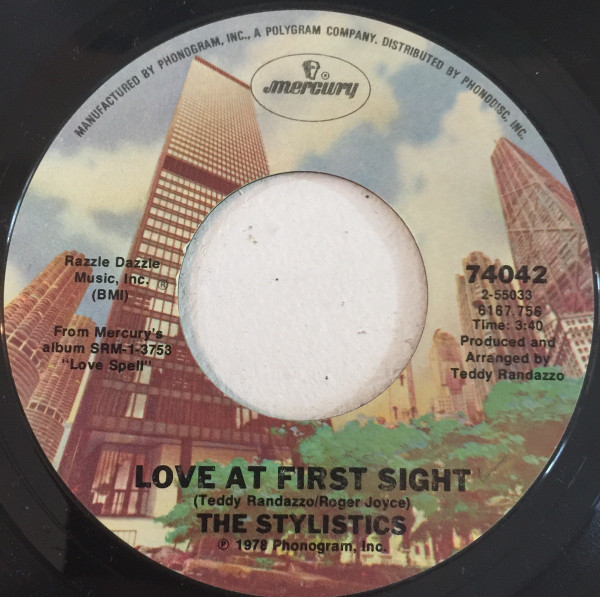 MANUFACTURED BY PHONOGRAM, INC., A POLYGRAM COMPANY. DISTRIBUTED BY PHONODISC, INC.
mercury ®
Razzle Dazzle
Music, Inc.
(BMI)
®
From Mercury's
album SRM-1-3753
"Love Spell"
74042
2-55033
6167.756
Time: 3:40
Produced and
Arranged by
Teddy Randazzo
LOVE AT FIRST SIGHT
(Teddy Randazzo/Roger Joyce)
THE STYLISTICS
℗ 1978 Phonogram, Inc.